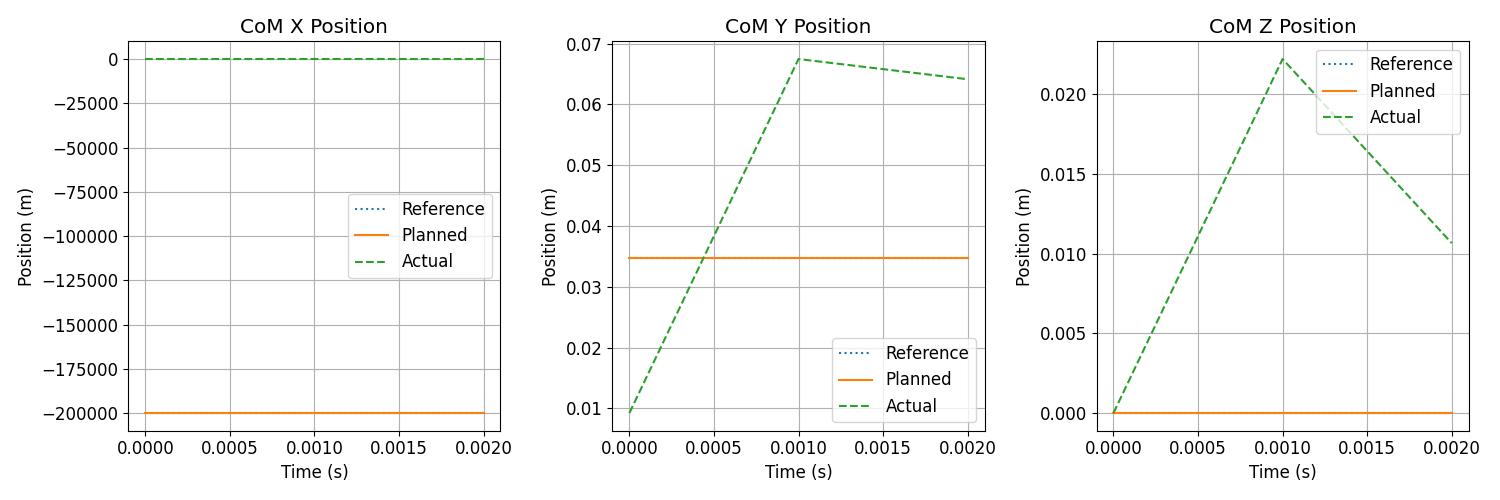 CoM X Position
0
−25000
−50000
−75000
−100000
−125000
−150000
−175000
−200000
Position (m)
Reference
Planned
Actual
0.0000 0.0005 0.0010 0.0015 0.0020
Time (s)
CoM Y Position
0.07
0.06
0.05
0.04
0.03
0.02
0.01
Position (m)
Reference
Planned
Actual
0.0000 0.0005 0.0010 0.0015 0.0020
Time (s)
CoM Z Position
0.020
0.015
0.010
0.005
0.000
Position (m)
Reference
Planned
Actual
0.0000 0.0005 0.0010 0.0015 0.0020
Time (s)